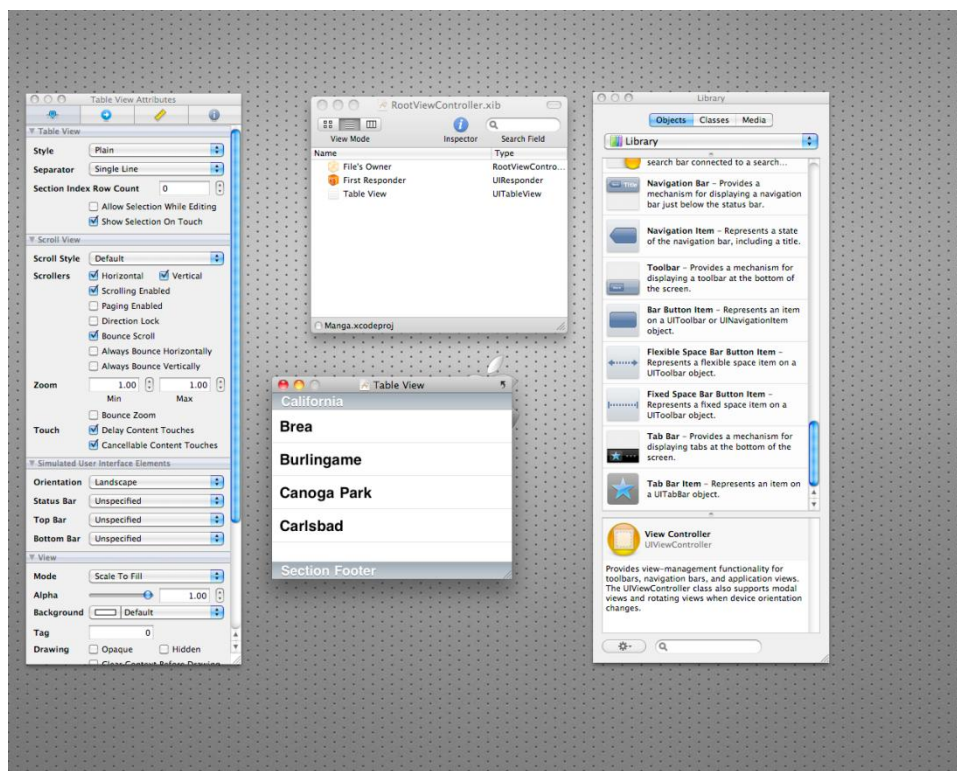 Table View Attributes
Table View
Style Plain
Separator Single Line
Section Index Row Count 0
Allow Selection While Editing
Show Selection On Touch
Scroll View
Scroll Style Default
Scrollers Horizontal Vertical
Scrolling Enabled
Paging Enabled
Direction Lock
Bounce Scroll
Always Bounce Horizontally
Always Bounce Vertically
Zoom 1.00 1.00
Min Max
Bounce Zoom
Touch Delay Content Touches
Cancellable Content Touches
Simulated User Interface Elements
Orientation Landscape
Status Bar Unspecified
Top Bar Unspecified
Bottom Bar Unspecified
View
Mode Scale To Fill
Alpha 1.00
Background Default
Tag 0
Drawing Opaque Hidden
Clear Context Before Drawing
RootViewController.xib
View Mode Inspector Search Field
Name Type
File's Owner RootViewContro...
First Responder UIResponder
Table View UITableView
Manga.xcodeproj
Table View
California
Brea
Burlingame
Canoga Park
Carlsbad
Section Footer
Library
Objects Classes Media
Library
search bar connected to a search...
Title
Navigation Bar – Provides a
mechanism for displaying a navigation
bar just below the status bar.
Navigation Item – Represents a state
of the navigation bar, including a title.
Toolbar – Provides a mechanism for
displaying a toolbar at the bottom of
the screen.
Bar Button Item – Represents an item
on a UIToolbar or UINavigationItem
object.
Flexible Space Bar Button Item –
Represents a flexible space item on a
UIToolbar object.
Fixed Space Bar Button Item –
Represents a fixed space item on a
UIToolbar object.
Tab Bar – Provides a mechanism for
displaying tabs at the bottom of the
screen.
Tab Bar Item – Represents an item on
a UITabBar object.
View Controller
UIViewController
Provides view-management functionality for
toolbars, navigation bars, and application views.
The UIViewController class also supports modal
views and rotating views when device orientation
changes.